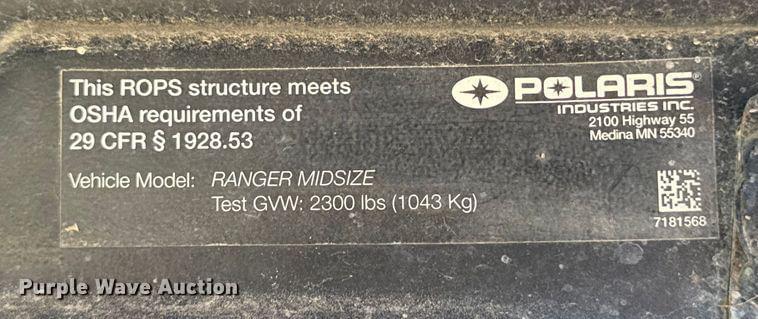 This ROPS structure meets
OSHA requirements of
29 CFR § 1928.53
POLARIS®
INDUSTRIES INC.
2100 Highway 55
Medina MN 55340
Vehicle Model: RANGER MIDSIZE
Test GVW: 2300 lbs (1043 Kg)
7181568
Purple Wave Auction